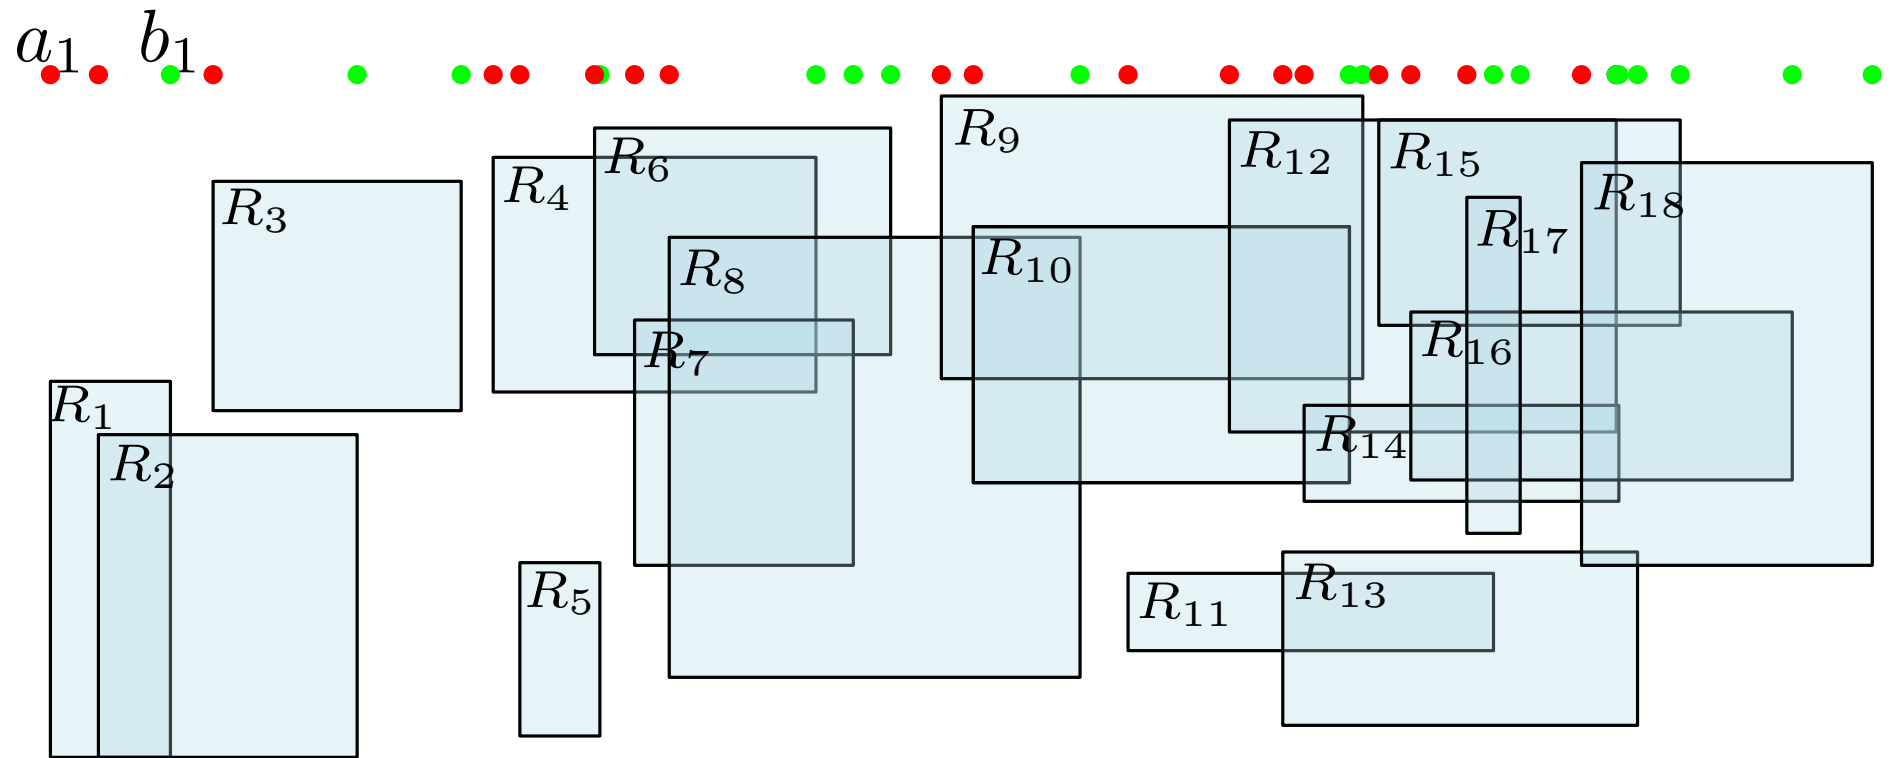 a₁ b₁
R₉
R₁₂ R₁₅
R₆
R₄ R₁₈
R₃
R₁₇
R₈ R₁₀
R₇ R₁₆
R₁
R₁₄
R₂
R₅ R₁₃
R₁₁